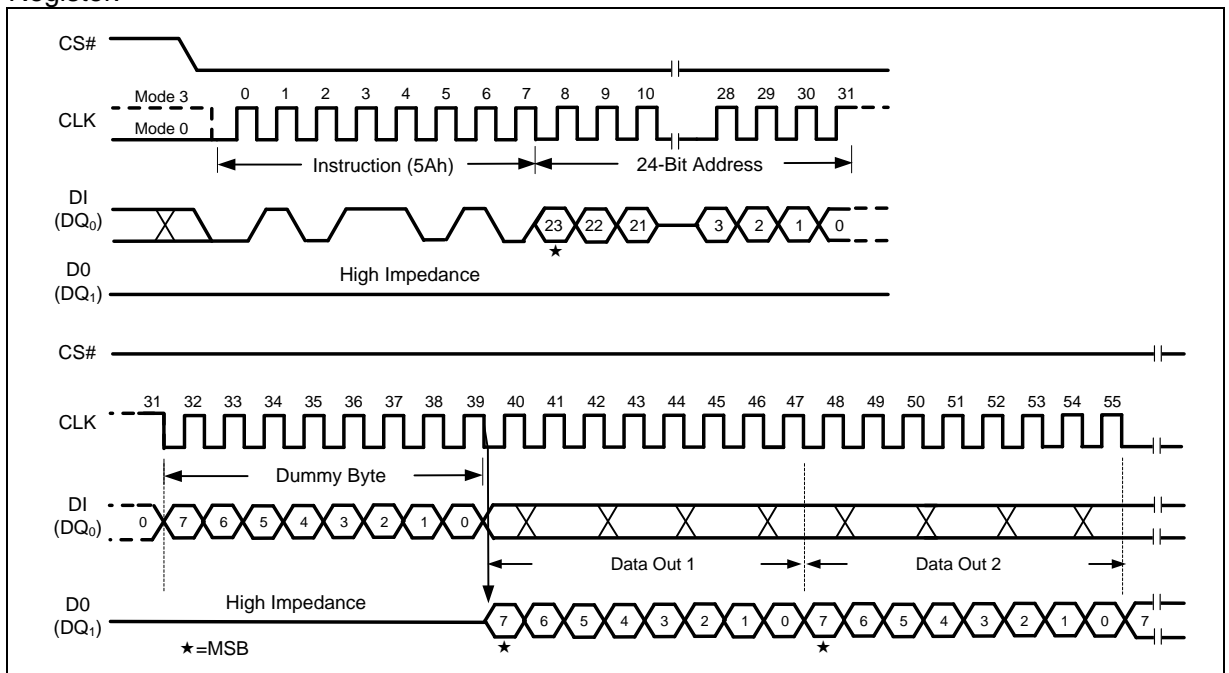 Register.
CS#
Mode 3
0 1 2 3 4 5 6 7 8 9 10 28 29 30 31
CLK
Mode 0
Instruction (5Ah) 24-Bit Address
DI
(DQ0)
23 22 21 3 2 1 0
★
D0
(DQ1)
High Impedance
CS#
31 32 33 34 35 36 37 38 39 40 41 42 43 44 45 46 47 48 49 50 51 52 53 54 55
CLK
Dummy Byte
DI
(DQ0)
0 7 6 5 4 3 2 1 0
Data Out 1 Data Out 2
D0
(DQ1)
High Impedance
7 6 5 4 3 2 1 0 7 6 5 4 3 2 1 0 7
★ ★
★=MSB